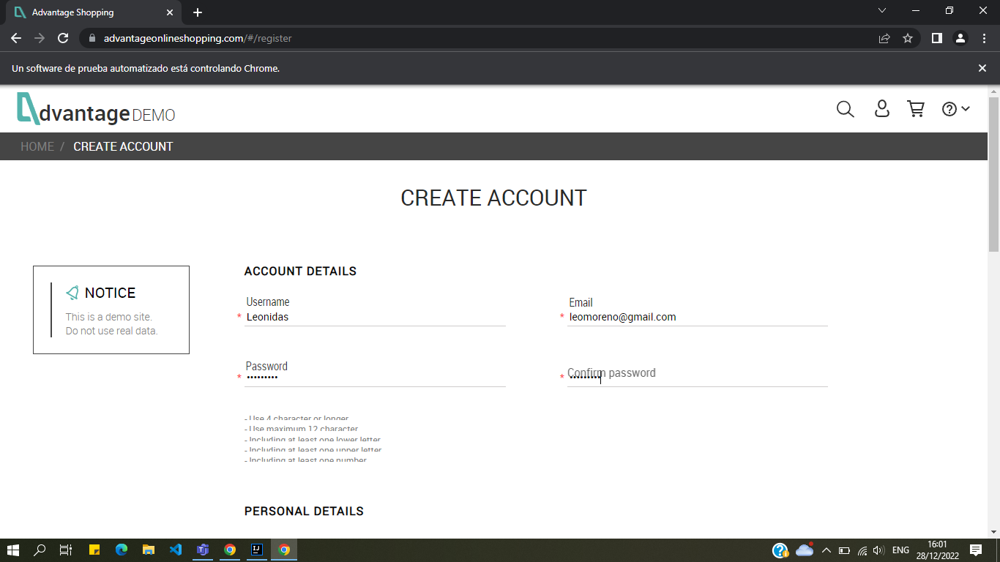 Advantage Shopping
advantageonlineshopping.com/#/register
Un software de prueba automatizado está controlando Chrome.
dvantage DEMO
HOME / CREATE ACCOUNT
CREATE ACCOUNT
NOTICE
This is a demo site.
Do not use real data.
ACCOUNT DETAILS
Username
* Leonidas
Email
* leomoreno@gmail.com
Password
* •••••••••
Confirm password
* •••••••••
- Use 4 character or longer
- Use maximum 12 character
- Including at least one lower letter
- Including at least one upper letter
- Including at least one number
PERSONAL DETAILS
ENG
16:01
28/12/2022